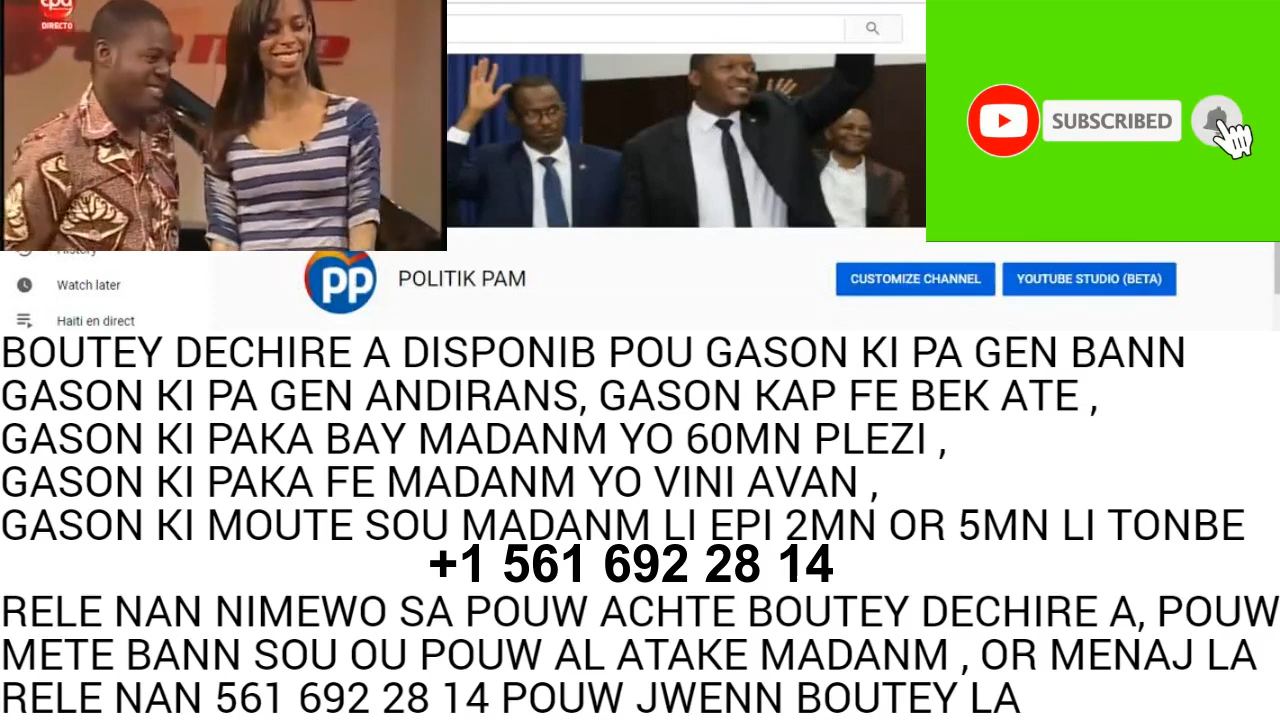 DIRECTO
SUBSCRIBED
Watch later
Haiti en direct
pp
POLITIK PAM
CUSTOMIZE CHANNEL
YOUTUBE STUDIO (BETA)
BOUTEY DECHIRE A DISPONIB POU GASON KI PA GEN BANN
GASON KI PA GEN ANDIRANS, GASON KAP FE BEK ATE ,
GASON KI PAKA BAY MADANM YO 60MN PLEZI ,
GASON KI PAKA FE MADANM YO VINI AVAN ,
GASON KI MOUTE SOU MADANM LI EPI 2MN OR 5MN LI TONBE
+1 561 692 28 14
RELE NAN NIMEWO SA POUW ACHTE BOUTEY DECHIRE A, POUW
METE BANN SOU OU POUW AL ATAKE MADANM , OR MENAJ LA
RELE NAN 561 692 28 14 POUW JWENN BOUTEY LA